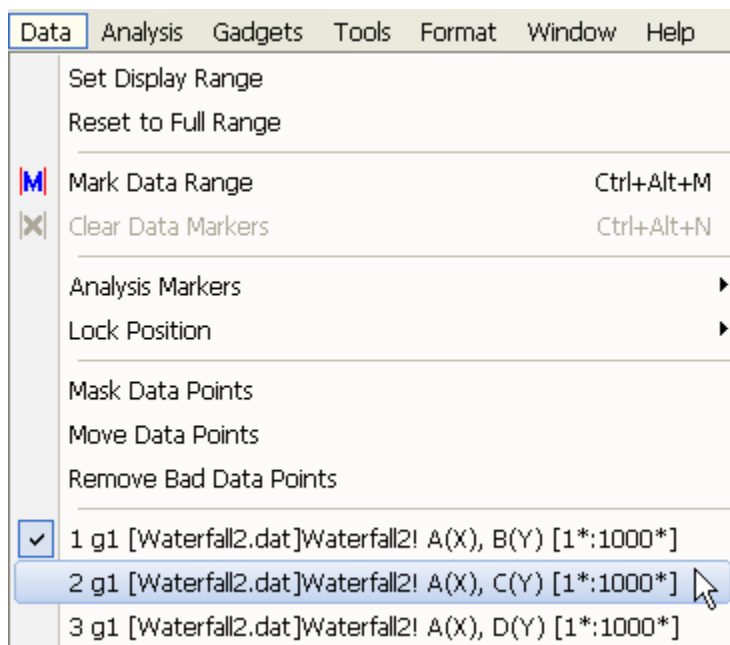 Data Analysis Gadgets Tools Format Window Help
Set Display Range
Reset to Full Range
M Mark Data Range Ctrl+Alt+M
Clear Data Markers Ctrl+Alt+N
Analysis Markers
Lock Position
Mask Data Points
Move Data Points
Remove Bad Data Points
1 g1 [Waterfall2.dat]Waterfall2! A(X), B(Y) [1*:1000*]
2 g1 [Waterfall2.dat]Waterfall2! A(X), C(Y) [1*:1000*]
3 g1 [Waterfall2.dat]Waterfall2! A(X), D(Y) [1*:1000*]